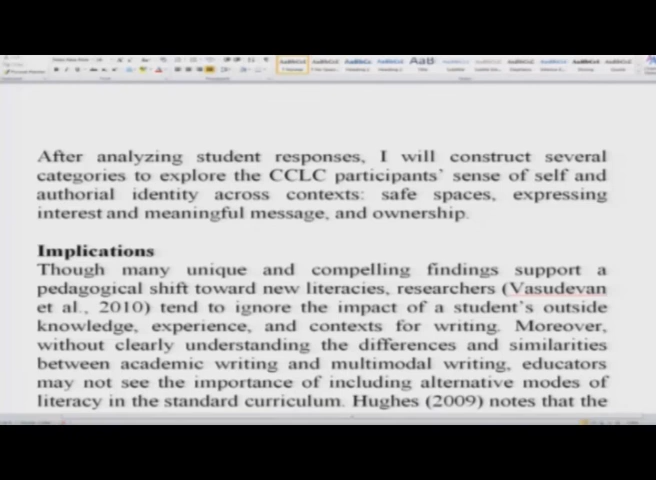 After analyzing student responses, I will construct several
categories to explore the CCLC participants' sense of self and
authorial identity across contexts: safe spaces, expressing
interest and meaningful message, and ownership.
Implications
Though many unique and compelling findings support a
pedagogical shift toward new literacies, researchers (Vasudevan
et al., 2010) tend to ignore the impact of a student's outside
knowledge, experience, and contexts for writing. Moreover,
without clearly understanding the differences and similarities
between academic writing and multimodal writing, educators
may not see the importance of including alternative modes of
literacy in the standard curriculum. Hughes (2009) notes that the